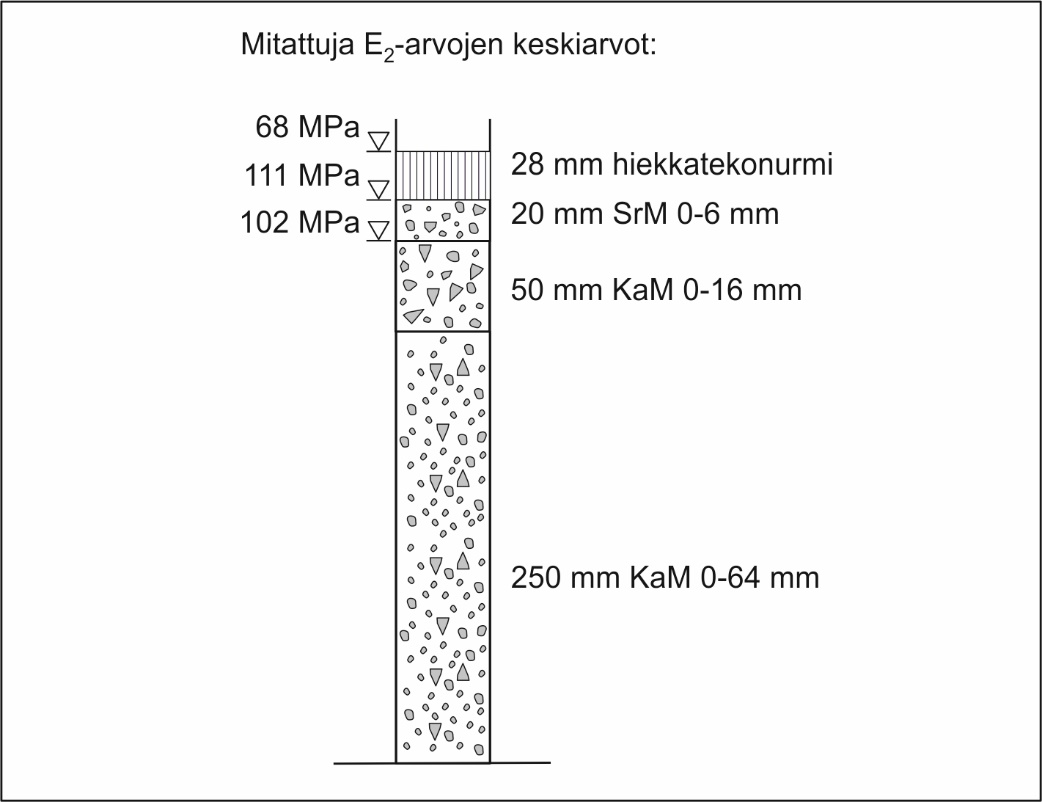 Mitattuja E2-arvojen keskiarvot:
68 MPa
28 mm hiekkatekonurmi
111 MPa
20 mm SrM 0-6 mm
102 MPa
50 mm KaM 0-16 mm
250 mm KaM 0-64 mm